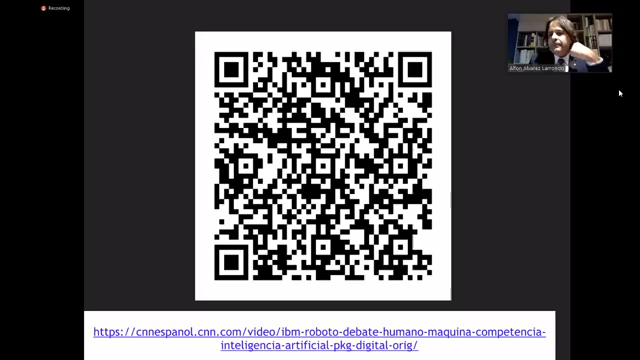 Recording
https://cnnespanol.cnn.com/video/ibm-roboto-debate-humano-maquina-competencia-
inteligencia-artificial-pkg-digital-orig/